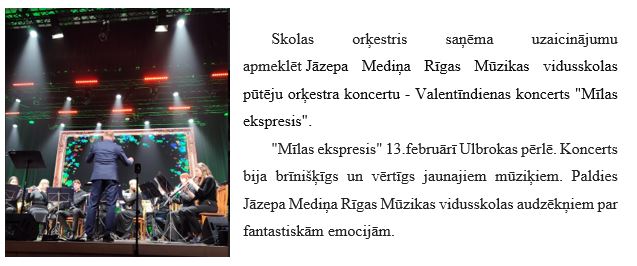 Skolas orķestris saņēma uzaicinājumu
apmeklēt Jāzepa Mediņa Rīgas Mūzikas vidusskolas
pūtēju orķestra koncertu - Valentīndienas koncerts "Mīlas
ekspresis".
"Mīlas ekspresis" 13.februārī Ulbrokas pērlē. Koncerts
bija brīnišķīgs un vērtīgs jaunajiem mūziķiem. Paldies
Jāzepa Mediņa Rīgas Mūzikas vidusskolas audzēkņiem par
fantastiskām emocijām.